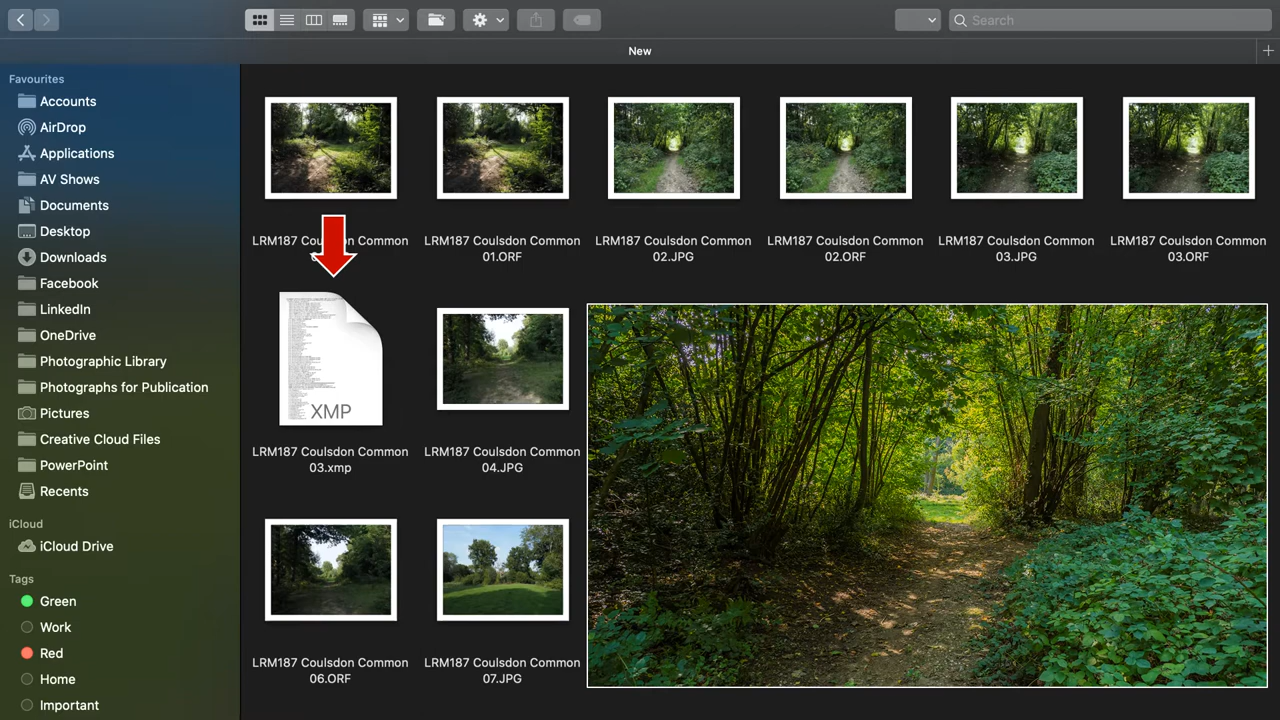 Search
New
Favourites
Accounts
AirDrop
Applications
AV Shows
Documents
Desktop
Downloads
Facebook
LinkedIn
OneDrive
Photographic Library
Photographs for Publication
Pictures
Creative Cloud Files
PowerPoint
Recents
iCloud
iCloud Drive
Tags
Green
Work
Red
Home
Important
LRM187 Common
LRM187 Coulsdon Common
01.ORF
LRM187 Coulsdon Common
02.JPG
LRM187 Coulsdon Common
02.ORF
LRM187 Coulsdon Common
03.JPG
LRM187 Coulsdon Common
03.ORF
XMP
LRM187 Coulsdon Common
03.xmp
LRM187 Coulsdon Common
04.JPG
LRM187 Coulsdon Common
06.ORF
LRM187 Coulsdon Common
07.JPG